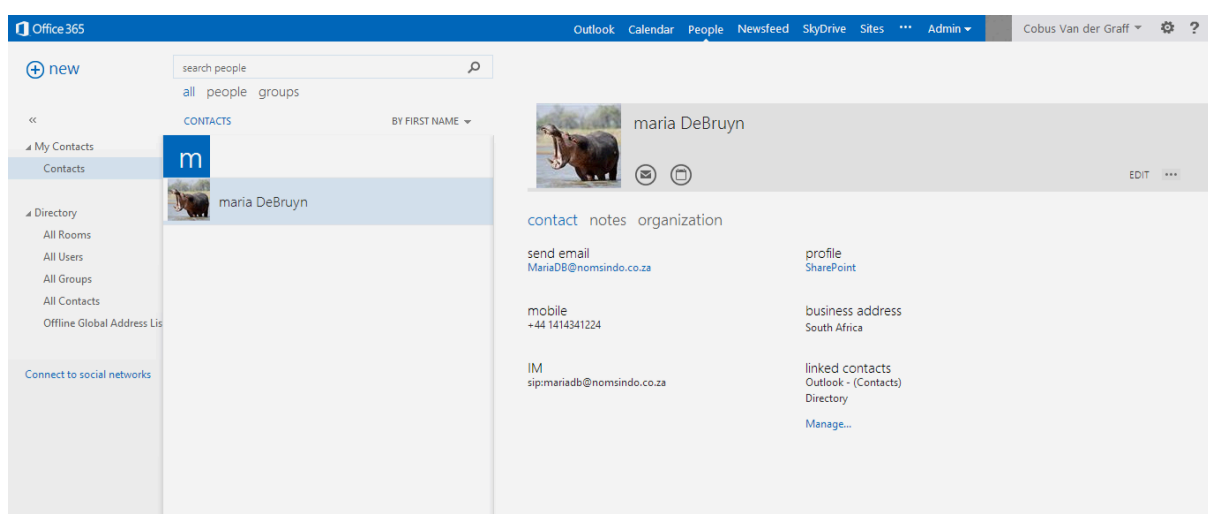 Office 365
Outlook Calendar People Newsfeed SkyDrive Sites ··· Admin Cobus Van der Graff ?
new
search people
all people groups
«
CONTACTS
BY FIRST NAME
My Contacts
Contacts
Directory
All Rooms
All Users
All Groups
All Contacts
Offline Global Address Lis
Connect to social networks
m
maria DeBruyn
maria DeBruyn
EDIT ···
contact notes organization
send email
MariaDB@nomsindo.co.za
profile
SharePoint
mobile
+44 1414341224
business address
South Africa
IM
sip:mariadb@nomsindo.co.za
linked contacts
Outlook - (Contacts)
Directory
Manage...